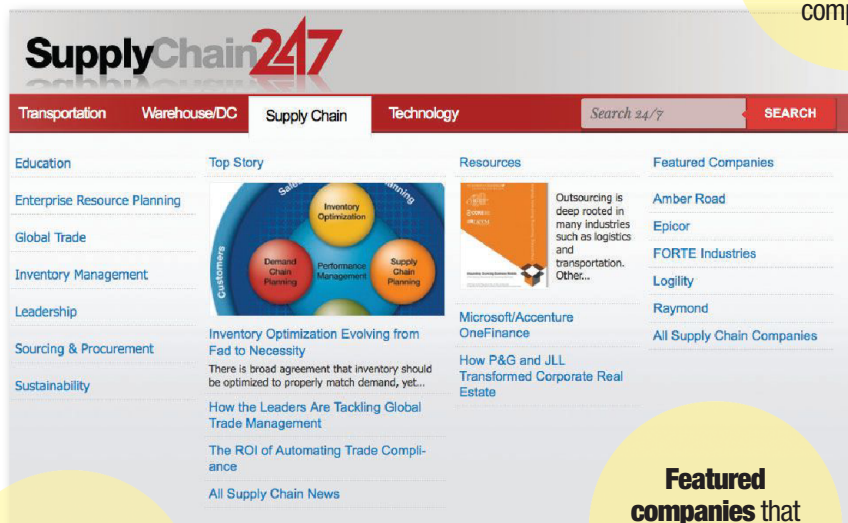 SupplyChain247
Transportation
Warehouse/DC
Supply Chain
Technology
Search 24/7
SEARCH
Education
Enterprise Resource Planning
Global Trade
Inventory Management
Leadership
Sourcing & Procurement
Sustainability
Top Story
Customers
Inventory
Optimization
Demand
Chain
Planning
Performance
Management
Supply
Chain
Planning
Inventory Optimization Evolving from
Fad to Necessity
There is broad agreement that inventory should
be optimized to properly match demand, yet...
How the Leaders Are Tackling Global
Trade Management
The ROI of Automating Trade Compli-
ance
All Supply Chain News
Resources
Outsourcing is
deep rooted in
many industries
such as logistics
and
transportation.
Other...
Microsoft/Accenture
OneFinance
How P&G and JLL
Transformed Corporate Real
Estate
Featured Companies
Amber Road
Epicor
FORTE Industries
Logility
Raymond
All Supply Chain Companies
Featured
companies that